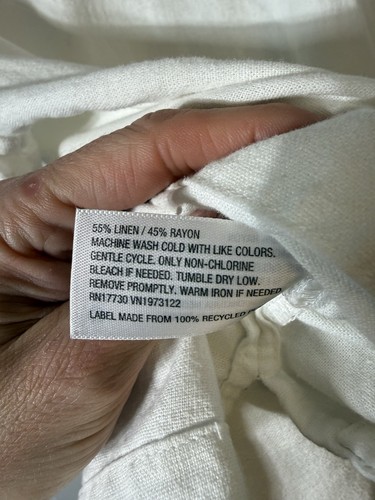 55% LINEN / 45% RAYON
MACHINE WASH COLD WITH LIKE COLORS.
GENTLE CYCLE. ONLY NON-CHLORINE
BLEACH IF NEEDED. TUMBLE DRY LOW.
REMOVE PROMPTLY. WARM IRON IF NEEDED
RN17730 VN1973122
LABEL MADE FROM 100% RECYCLED